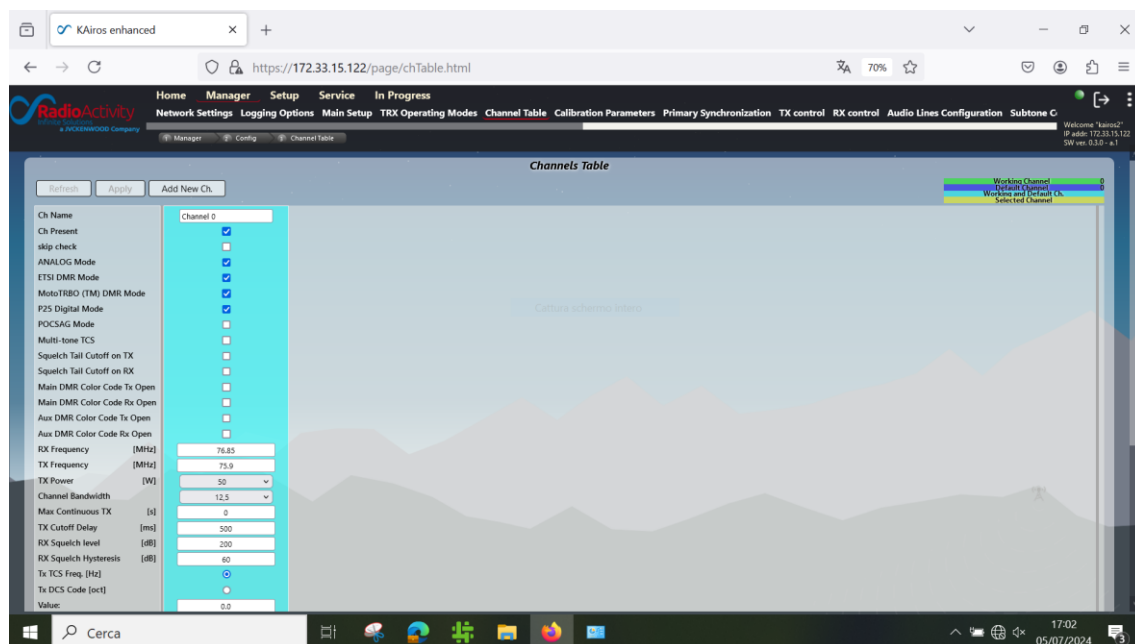 KAiros enhanced
https://172.33.15.122/page/chTable.html
70%
RadioActivity
Infinite Solutions
a JVCKENWOOD Company
Home Manager Setup Service In Progress
Network Settings Logging Options Main Setup TRX Operating Modes Channel Table Calibration Parameters Primary Synchronization TX control RX control Audio Lines Configuration Subtone C
Manager Config Channel Table
Welcome "kairos2"
IP addr: 172.33.15.122
SW ver. 0.3.0 - a.1
Channels Table
Refresh Apply Add New Ch.
Working Channel 0
Default Channel 0
Working and Default Ch.
Selected Channel
Ch Name Channel 0
Ch Present
skip check
ANALOG Mode
ETSI DMR Mode
MotoTRBO (TM) DMR Mode
P25 Digital Mode
POCSAG Mode
Multi-tone TCS
Squelch Tail Cutoff on TX
Squelch Tail Cutoff on RX
Main DMR Color Code Tx Open
Main DMR Color Code Rx Open
Aux DMR Color Code Tx Open
Aux DMR Color Code Rx Open
RX Frequency [MHz] 76.85
TX Frequency [MHz] 75.9
TX Power [W] 50
Channel Bandwidth 12,5
Max Continuous TX [s] 0
TX Cutoff Delay [ms] 500
RX Squelch level [dB] 200
RX Squelch Hysteresis [dB] 60
Tx TCS Freq. [Hz]
Tx DCS Code [oct]
Value: 0.0
Cattura schermo intero
Cerca
17:02
05/07/2024
3